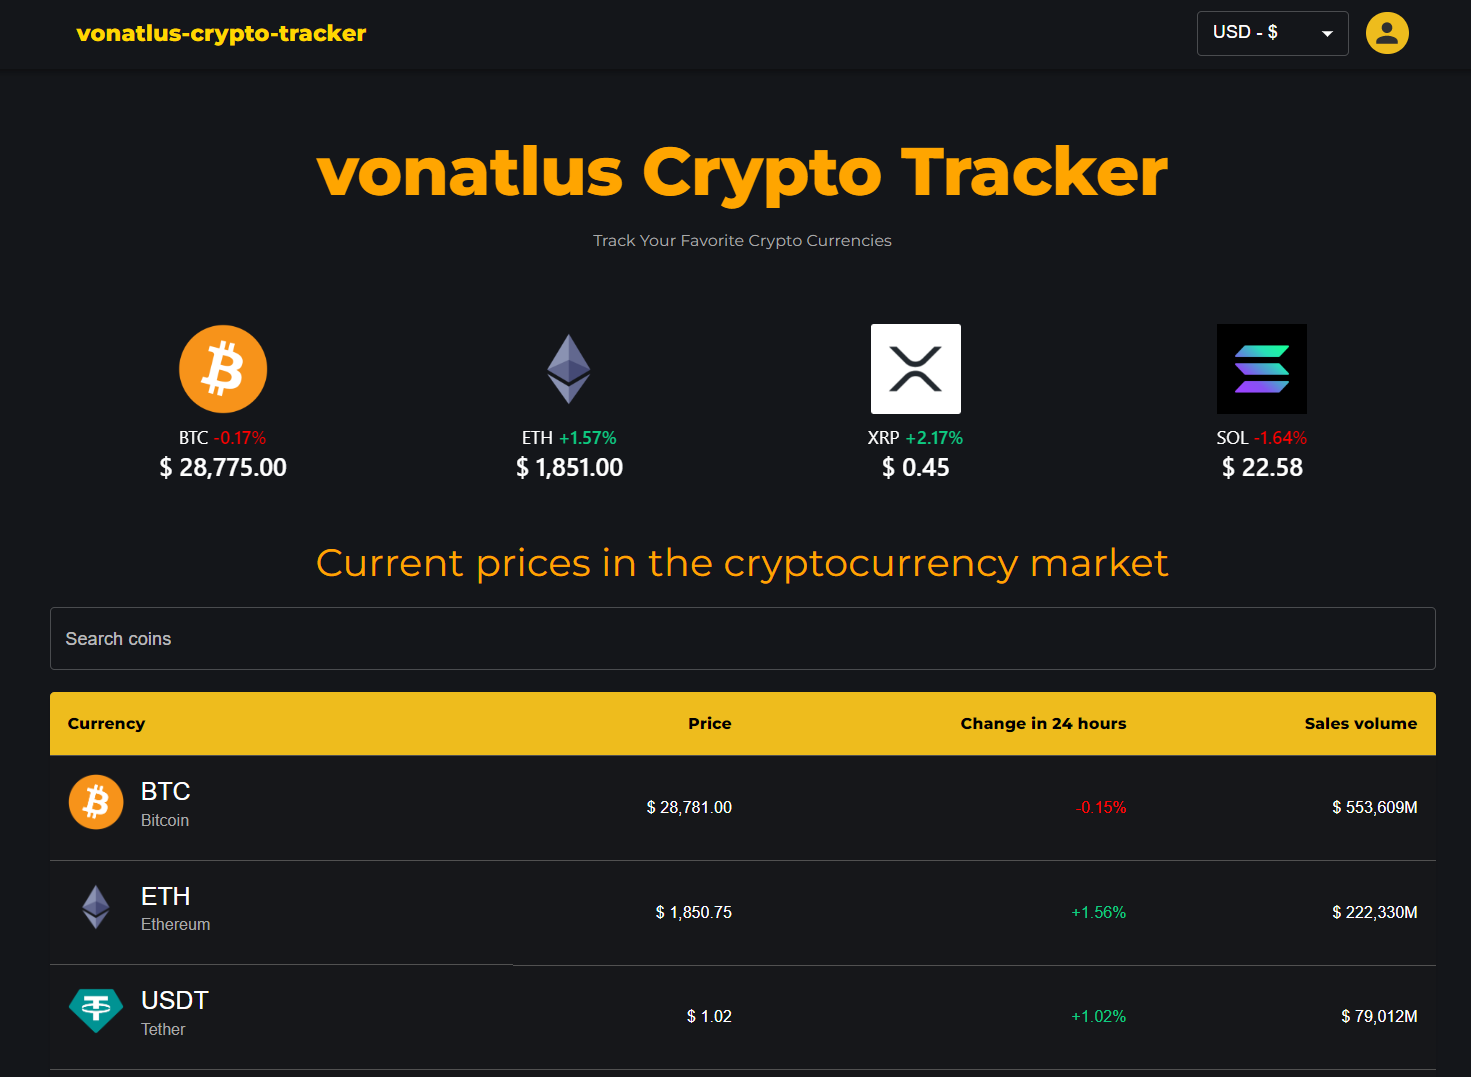 vonatlus-crypto-tracker
USD - $
vonatlus Crypto Tracker
Track Your Favorite Crypto Currencies
BTC -0.17%
$ 28,775.00
ETH +1.57%
$ 1,851.00
XRP +2.17%
$ 0.45
SOL -1.64%
$ 22.58
Current prices in the cryptocurrency market
Search coins
Currency Price Change in 24 hours Sales volume
BTC
Bitcoin
$ 28,781.00 -0.15% $ 553,609M
ETH
Ethereum
$ 1,850.75 +1.56% $ 222,330M
USDT
Tether
$ 1.02 +1.02% $ 79,012M